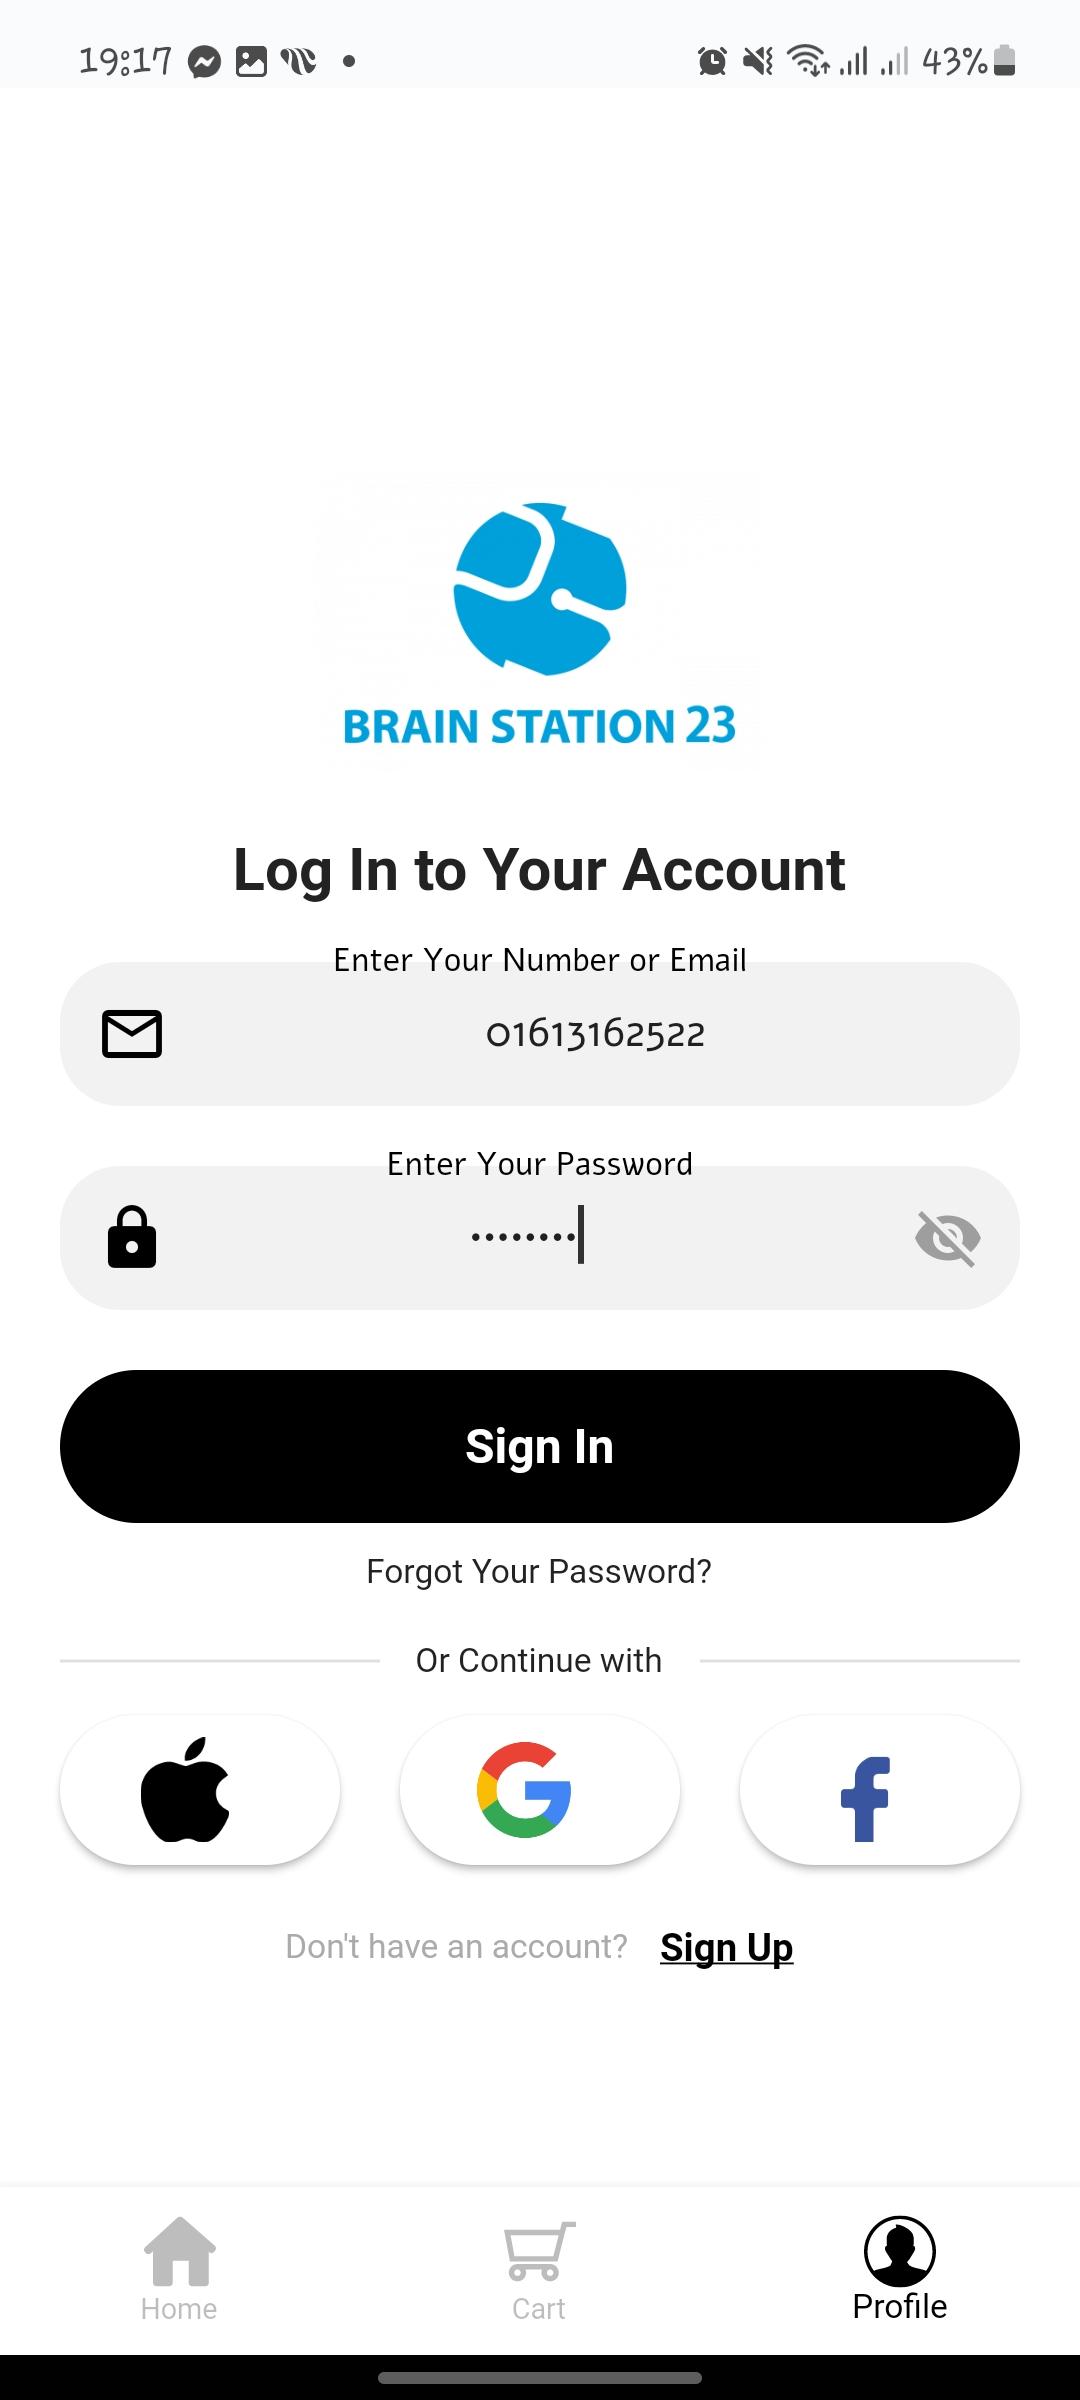 19:17
43%
BRAIN STATION 23
Log In to Your Account
Enter Your Number or Email
01613162522
Enter Your Password
••••••••
Sign In
Forgot Your Password?
Or Continue with
Don't have an account? Sign Up
Home Cart Profile